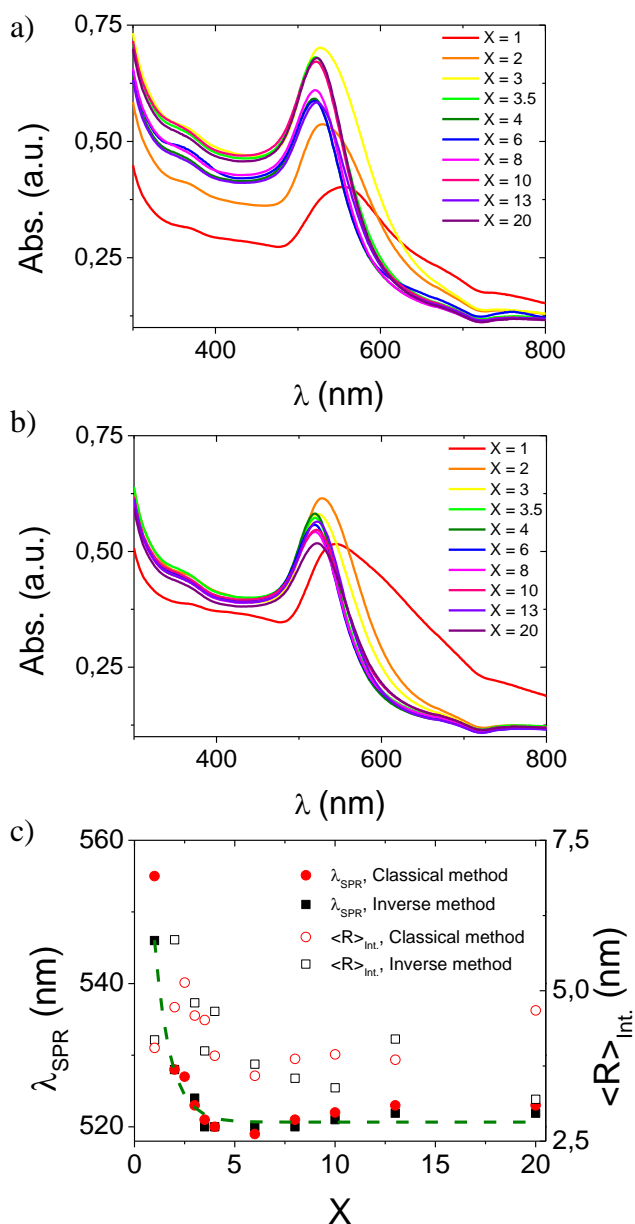 a)
0,75
0,50
0,25
Abs. (a.u.)
X = 1
X = 2
X = 3
X = 3.5
X = 4
X = 6
X = 8
X = 10
X = 13
X = 20
400 600 800
λ (nm)
b)
0,75
0,50
0,25
Abs. (a.u.)
X = 1
X = 2
X = 3
X = 3.5
X = 4
X = 6
X = 8
X = 10
X = 13
X = 20
400 600 800
λ (nm)
c)
560
540
520
λSPR (nm)
λSPR, Classical method
λSPR, Inverse method
<R>Int., Classical method
<R>Int., Inverse method
7,5
5,0
2,5
<R>Int. (nm)
0 5 10 15 20
X